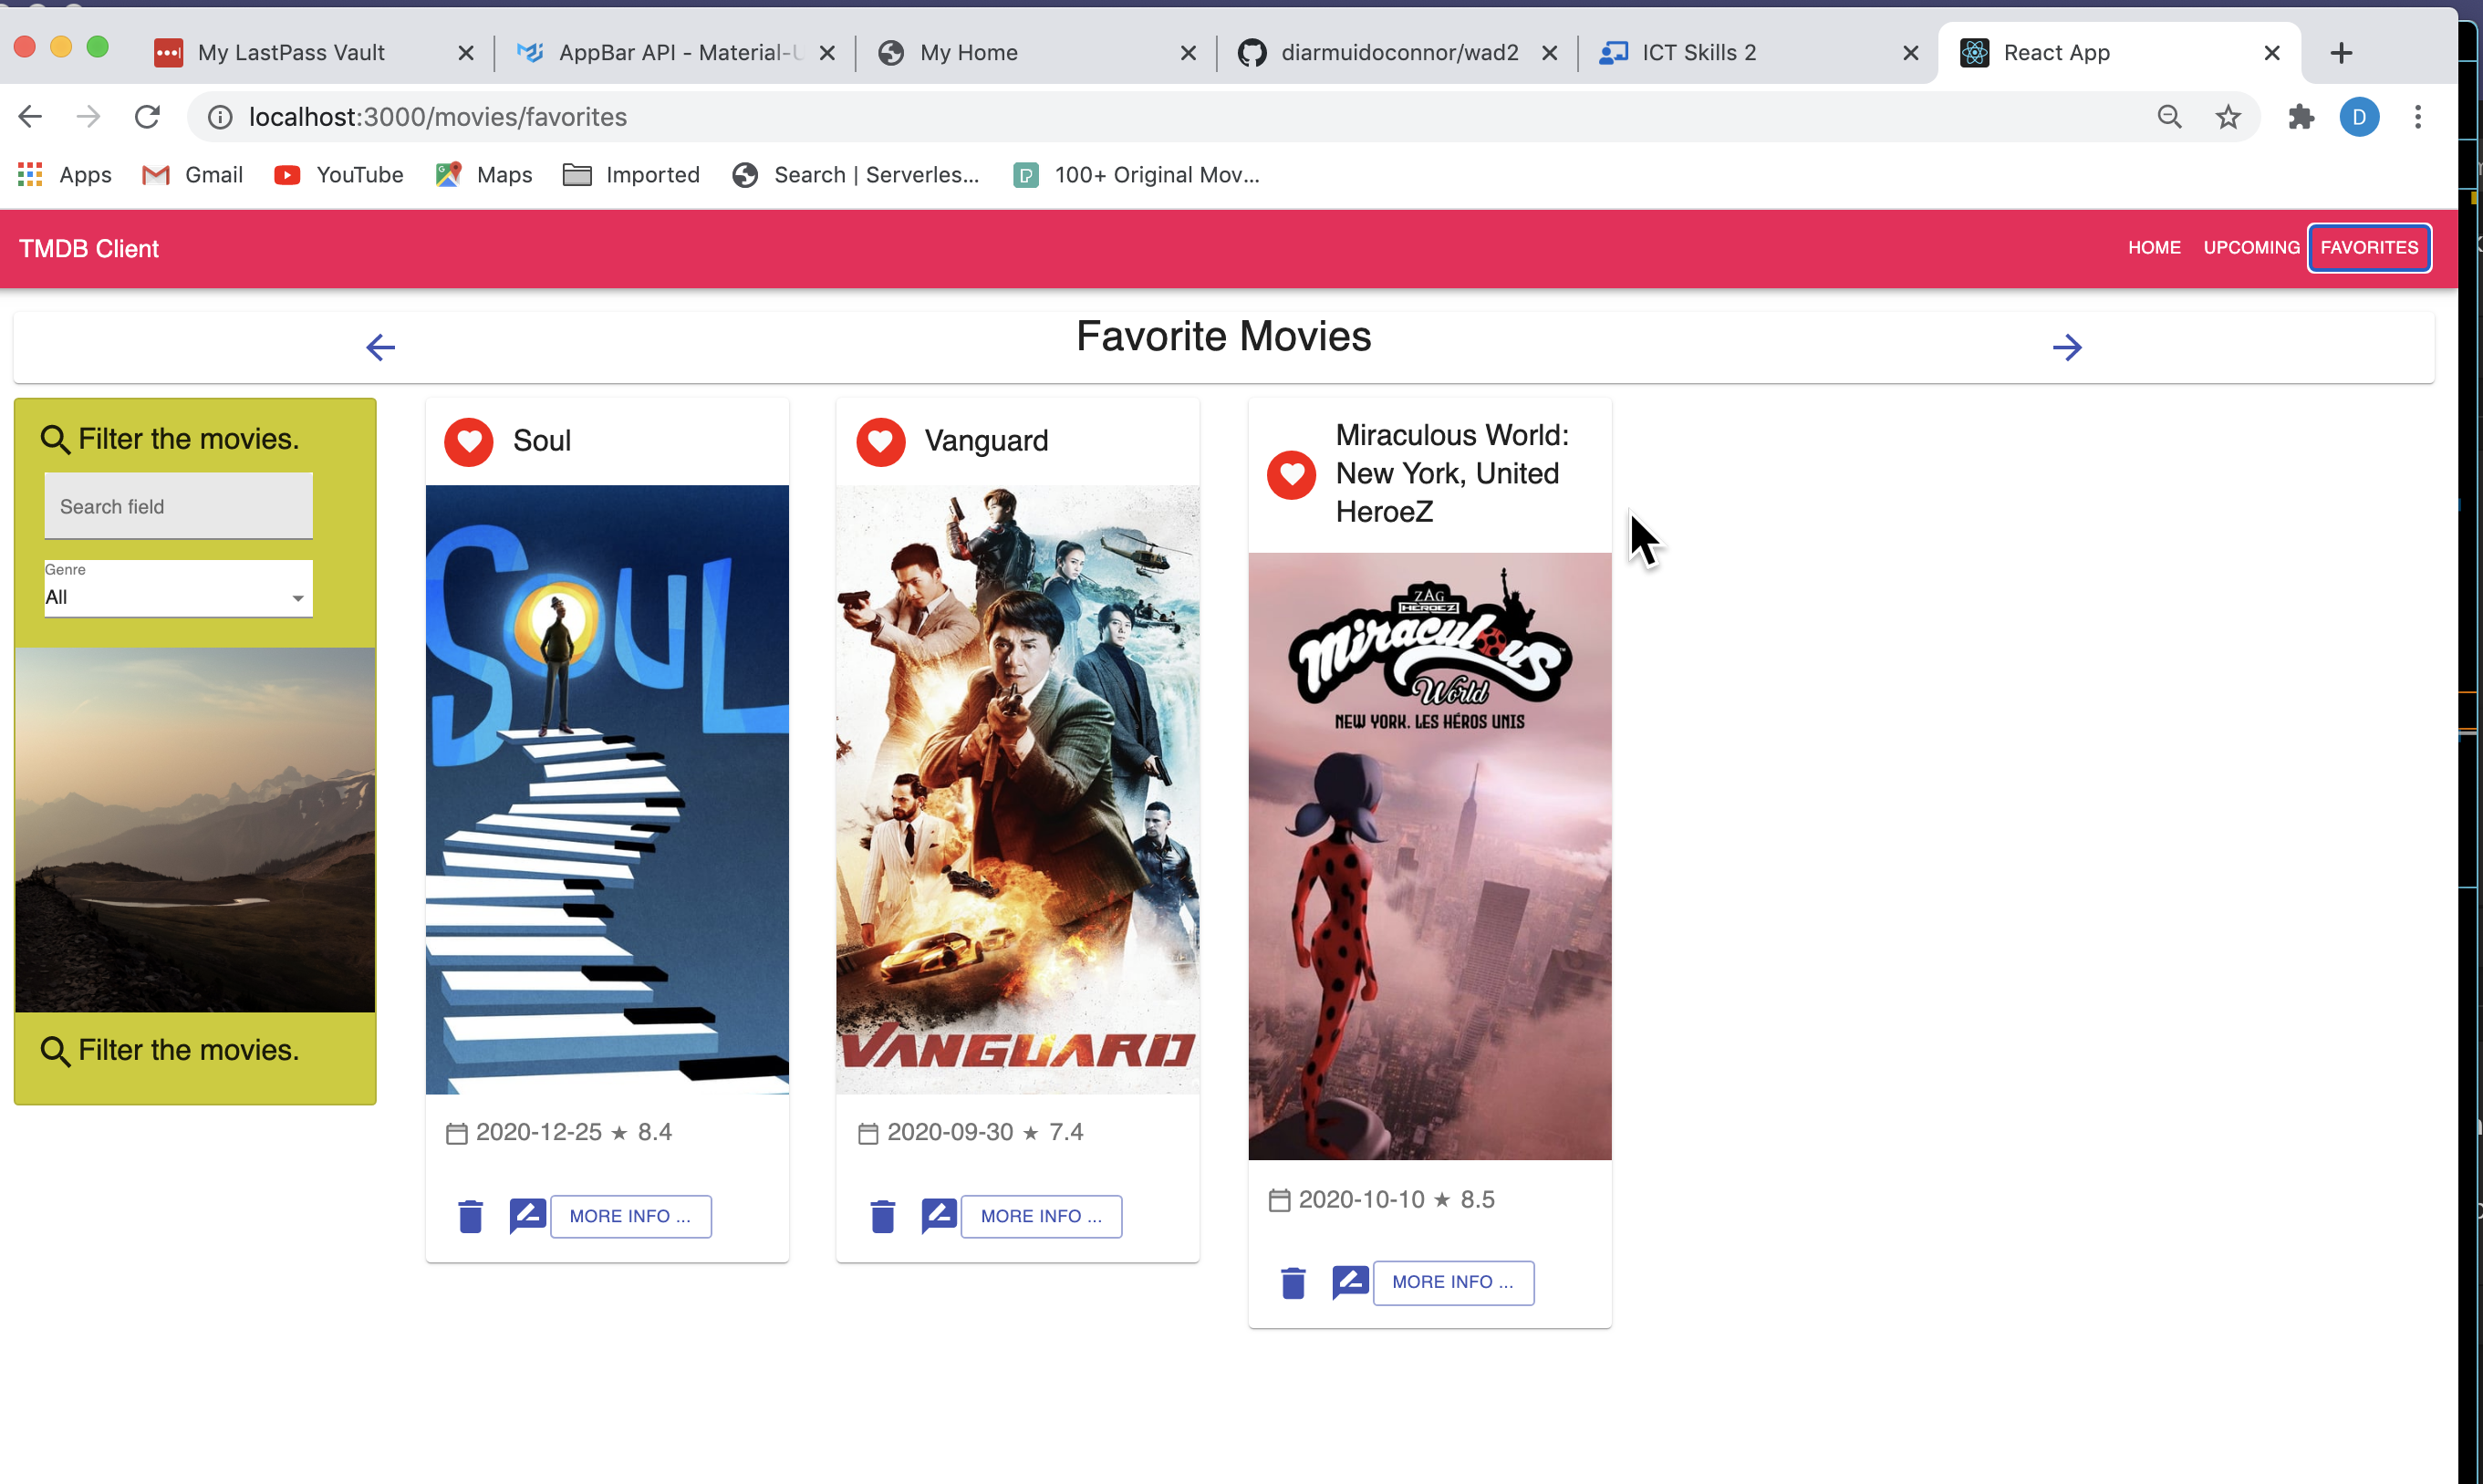 My LastPass Vault
AppBar API - Material-U
My Home
diarmuidoconnor/wad2
ICT Skills 2
React App
localhost:3000/movies/favorites
D
Apps
Gmail
YouTube
Maps
Imported
Search | Serverles...
100+ Original Mov...
TMDB Client
HOME
UPCOMING
FAVORITES
Favorite Movies
Filter the movies.
Search field
Genre
All
Filter the movies.
Soul
SOUL
2020-12-25 ★ 8.4
MORE INFO ...
Vanguard
VANGUARD
2020-09-30 ★ 7.4
MORE INFO ...
Miraculous World:
New York, United
HeroeZ
ZAG
HEROEZ
Miraculous
World
NEW YORK, LES HÉROS UNIS
2020-10-10 ★ 8.5
MORE INFO ...